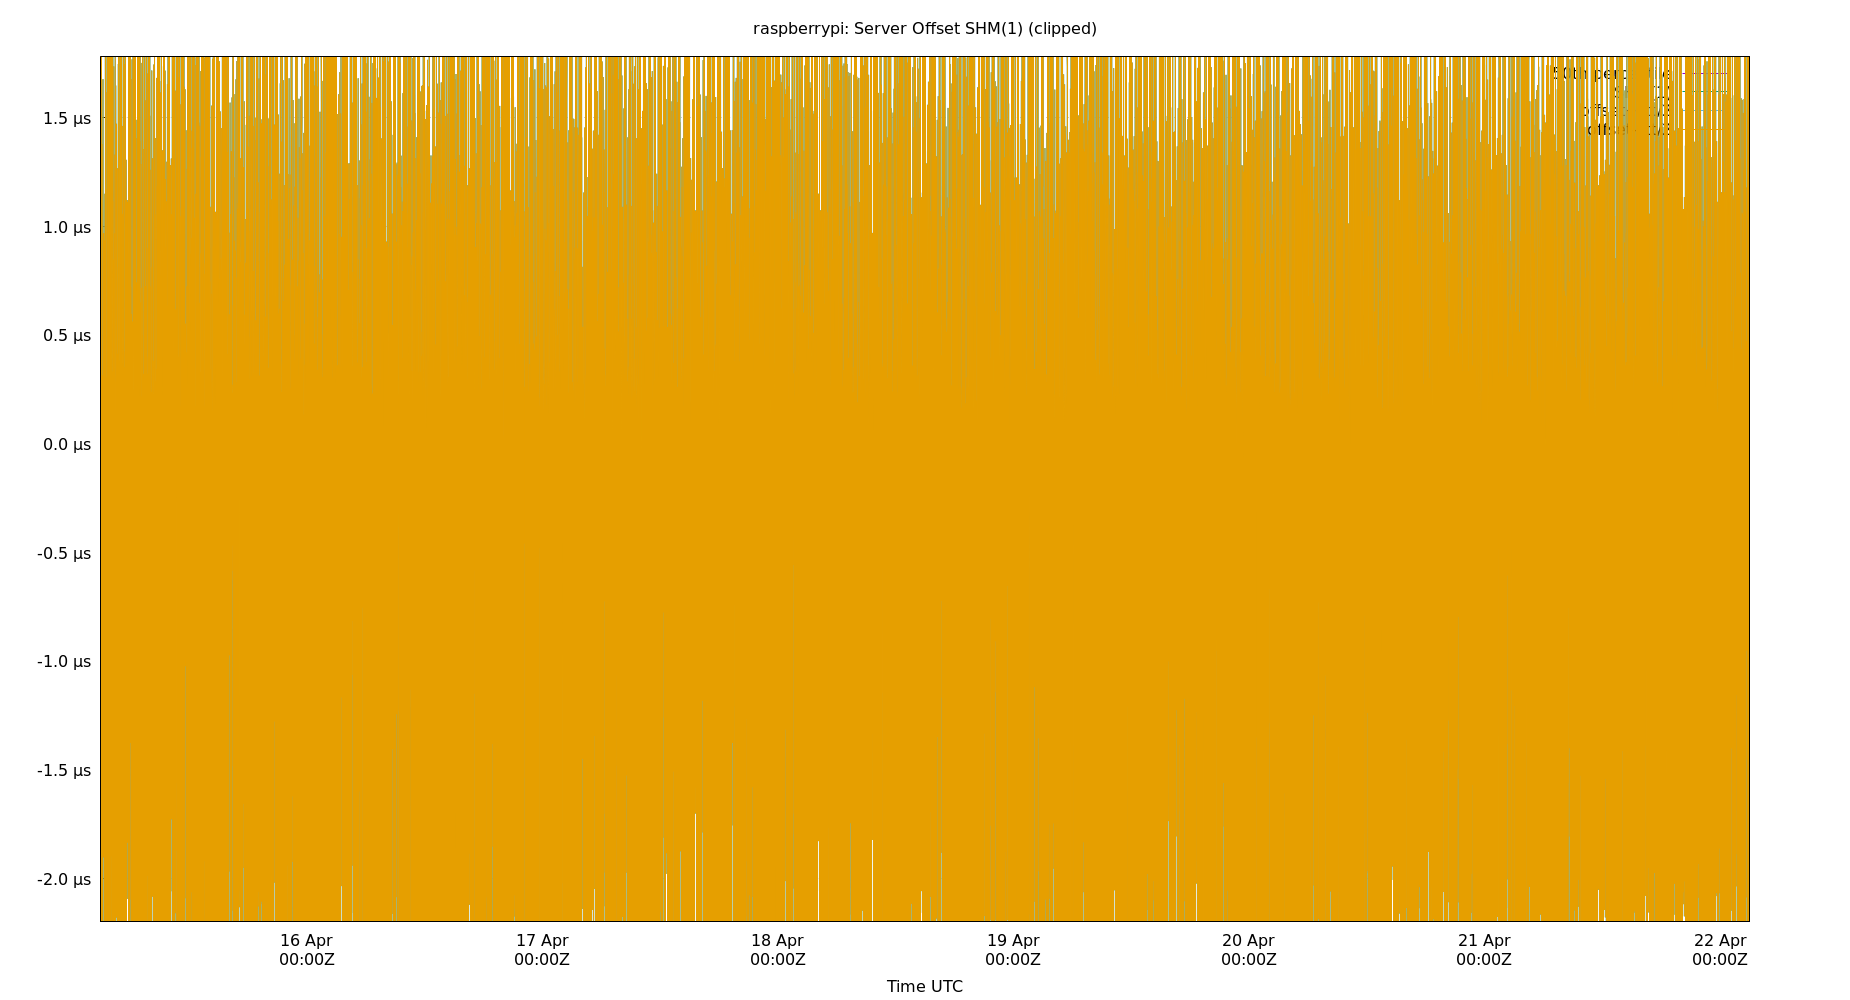 raspberrypi: Server Offset SHM(1) (clipped)
1.5 µs
1.0 µs
0.5 µs
0.0 µs
-0.5 µs
-1.0 µs
-1.5 µs
-2.0 µs
16 Apr 17 Apr 18 Apr 19 Apr 20 Apr 21 Apr 22 Apr
00:00Z 00:00Z 00:00Z 00:00Z 00:00Z 00:00Z 00:00Z
Time UTC